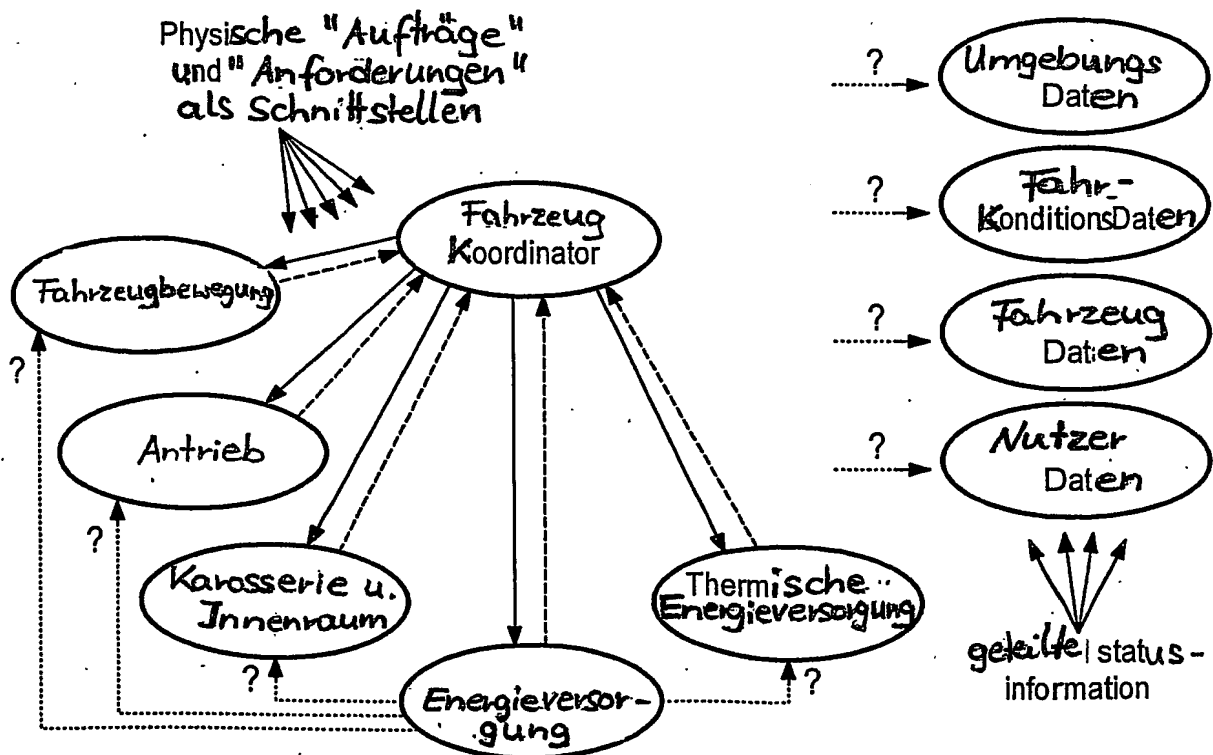 Physische "Aufträge"
und "Anforderungen"
als Schnittstellen
Fahrzeug
Koordinator
Fahrzeugbewegung
?
Antrieb
?
Karosserie u.
Innenraum
?
Energieversor-
gung
Thermische
Energieversorgung
?
?
Umgebungs
Daten
?
Fahr-
KonditionsDaten
?
Fahrzeug
Daten
?
Nutzer
Daten
geteilte status-
information